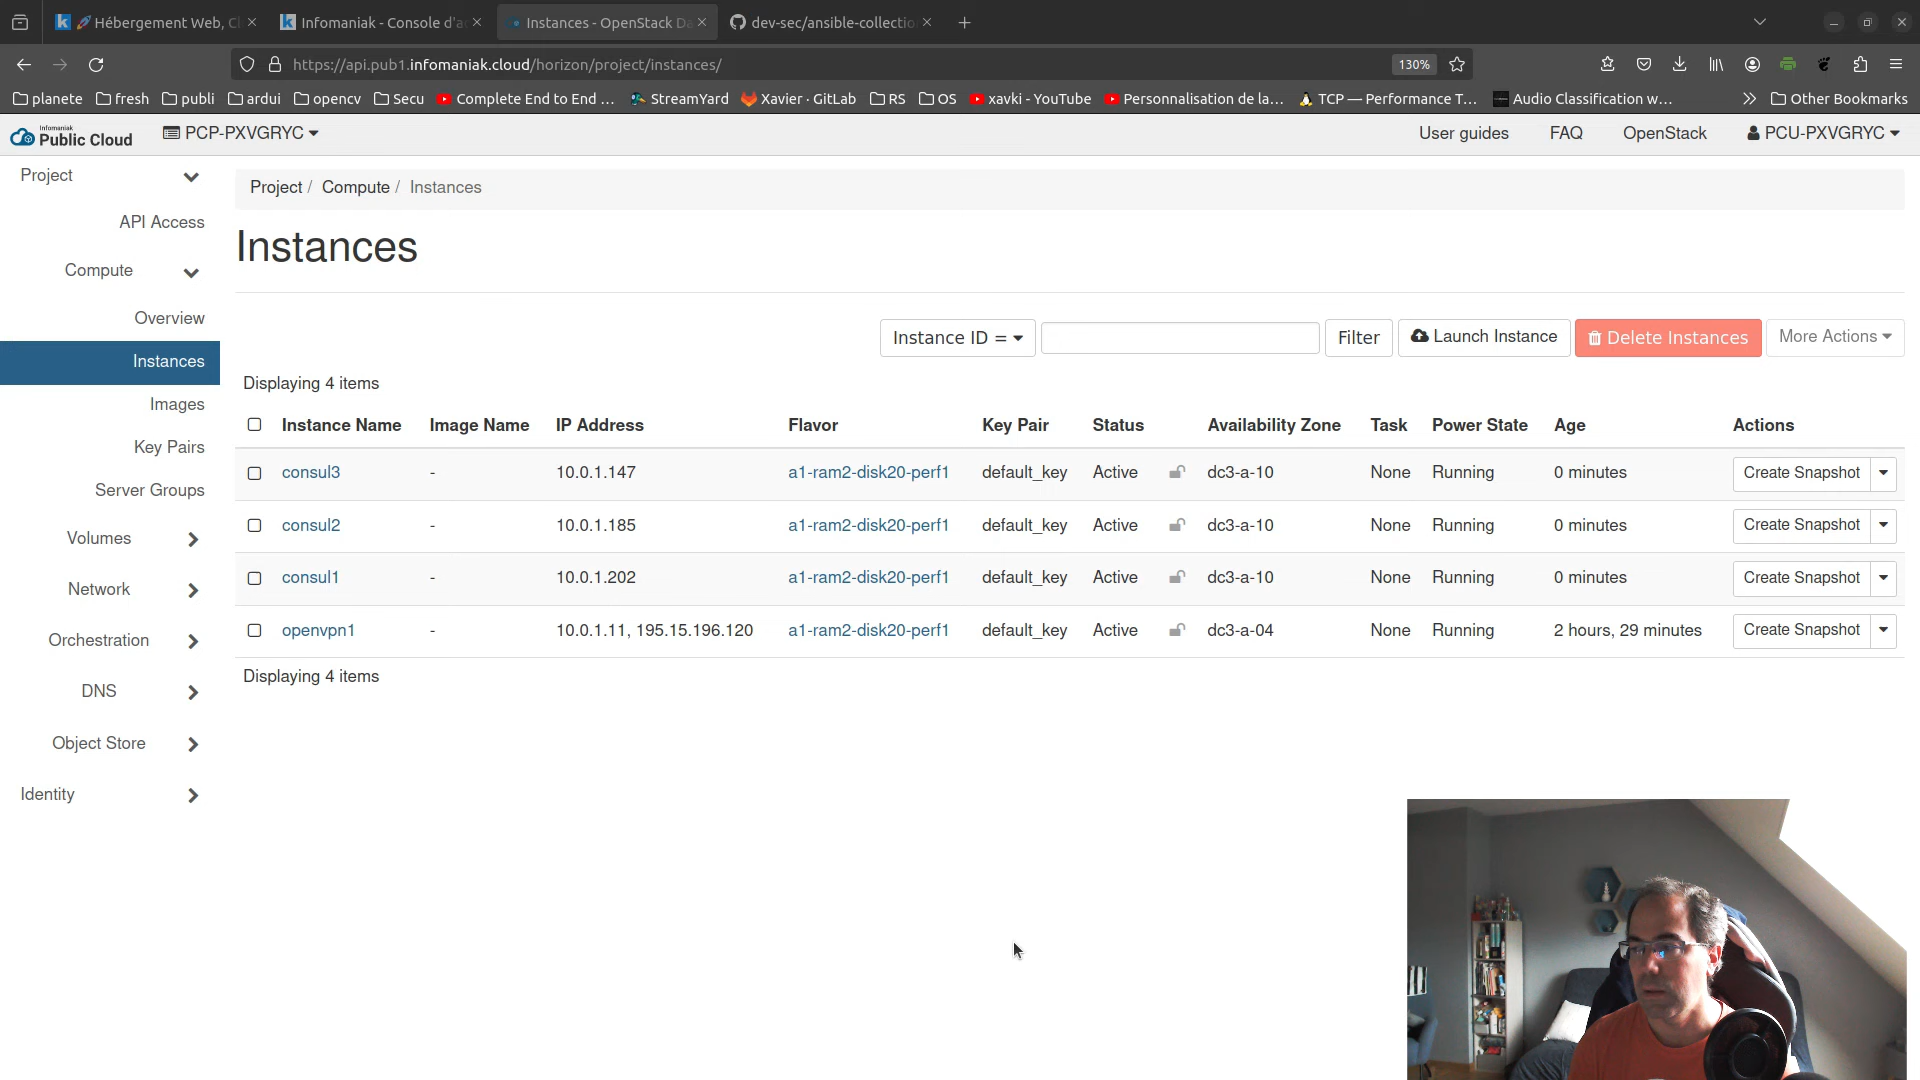 Hébergement Web, Cl
Infomaniak - Console d'a
Instances - OpenStack Da
dev-sec/ansible-collectio
https://api.pub1.infomaniak.cloud/horizon/project/instances/
130%
planete
fresh
publi
ardui
opencv
Secu
Complete End to End ...
StreamYard
Xavier · GitLab
RS
OS
xavki - YouTube
Personnalisation de la...
TCP — Performance T...
Audio Classification w...
Other Bookmarks
Infomaniak
Public Cloud
PCP-PXVGRYC
User guides
FAQ
OpenStack
PCU-PXVGRYC
Project
API Access
Compute
Overview
Instances
Images
Key Pairs
Server Groups
Volumes
Network
Orchestration
DNS
Object Store
Identity
Project / Compute / Instances
Instances
Instance ID =
Filter
Launch Instance
Delete Instances
More Actions
Displaying 4 items
Instance Name Image Name IP Address Flavor Key Pair Status Availability Zone Task Power State Age Actions
consul3 - 10.0.1.147 a1-ram2-disk20-perf1 default_key Active dc3-a-10 None Running 0 minutes Create Snapshot
consul2 - 10.0.1.185 a1-ram2-disk20-perf1 default_key Active dc3-a-10 None Running 0 minutes Create Snapshot
consul1 - 10.0.1.202 a1-ram2-disk20-perf1 default_key Active dc3-a-10 None Running 0 minutes Create Snapshot
openvpn1 - 10.0.1.11, 195.15.196.120 a1-ram2-disk20-perf1 default_key Active dc3-a-04 None Running 2 hours, 29 minutes Create Snapshot
Displaying 4 items